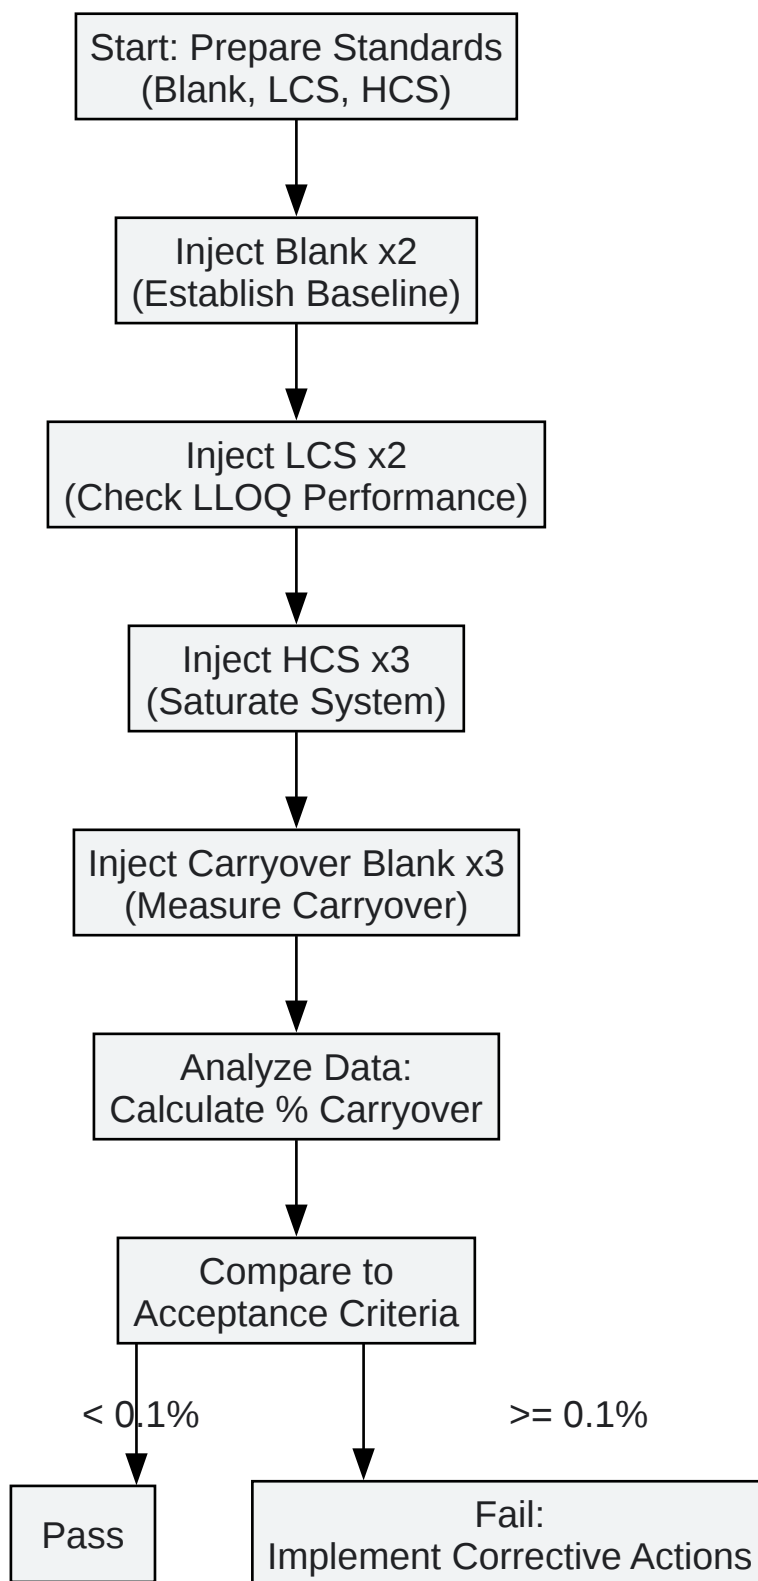 Start: Prepare Standards
(Blank, LCS, HCS)
Inject Blank x2
(Establish Baseline)
Inject LCS x2
(Check LLOQ Performance)
Inject HCS x3
(Saturate System)
Inject Carryover Blank x3
(Measure Carryover)
Analyze Data:
Calculate % Carryover
Compare to
Acceptance Criteria
< 0.1%
>= 0.1%
Pass
Fail:
Implement Corrective Actions